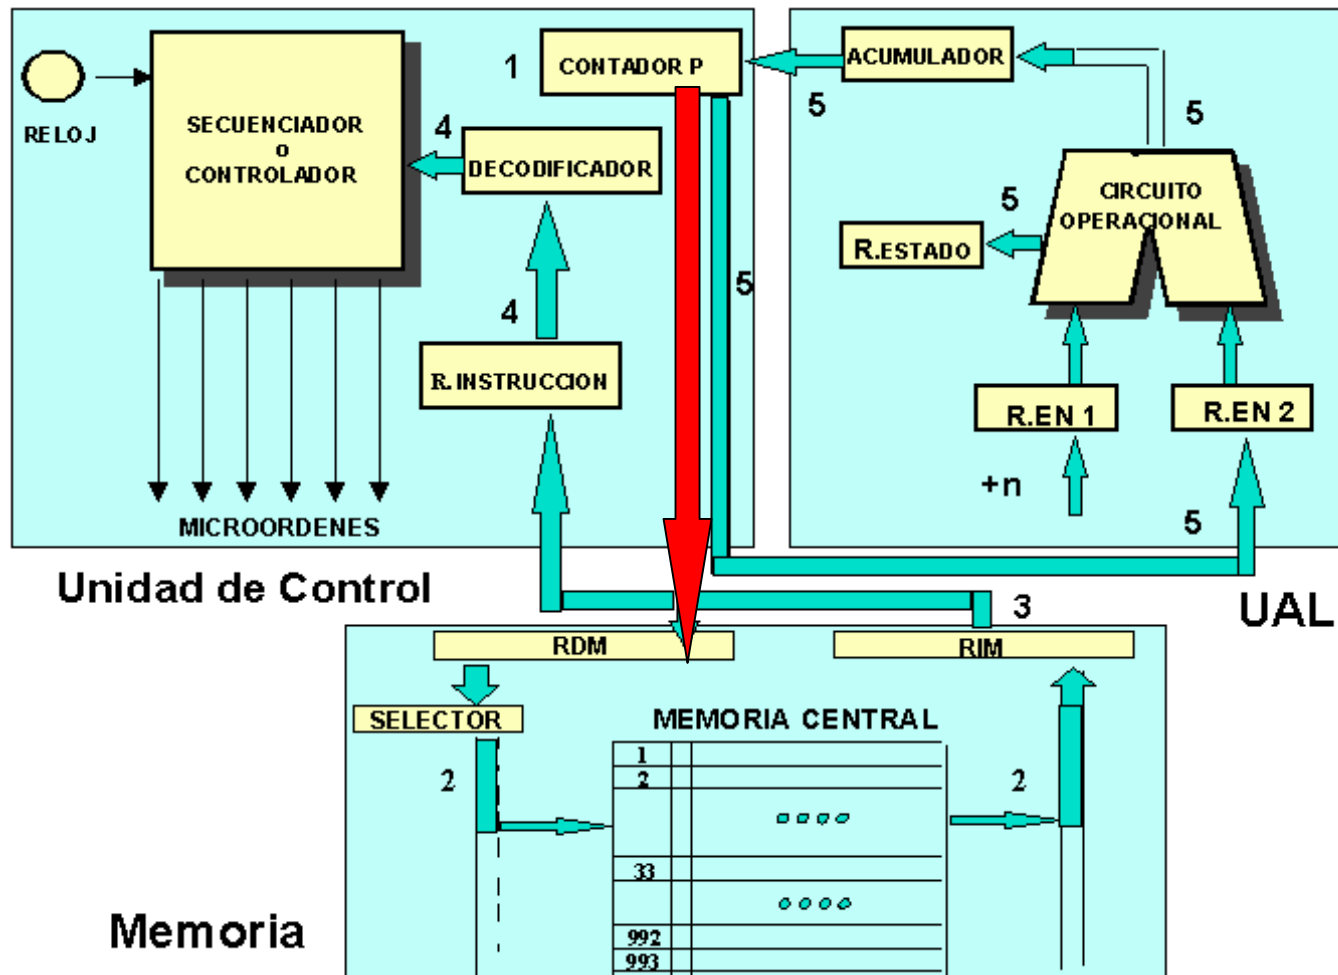 RELOJ
SECUENCIADOR
o
CONTROLADOR
1
CONTADOR P
4
DECODIFICADOR
4
R.INSTRUCCION
5
MICROORDENES
Unidad de Control
ACUMULADOR
5
5
CIRCUITO
OPERACIONAL
5
R.ESTADO
R.EN 1
R.EN 2
+n
5
UAL
3
RDM
RIM
SELECTOR
MEMORIA CENTRAL
2
1
2
33
992
993
2
Memoria